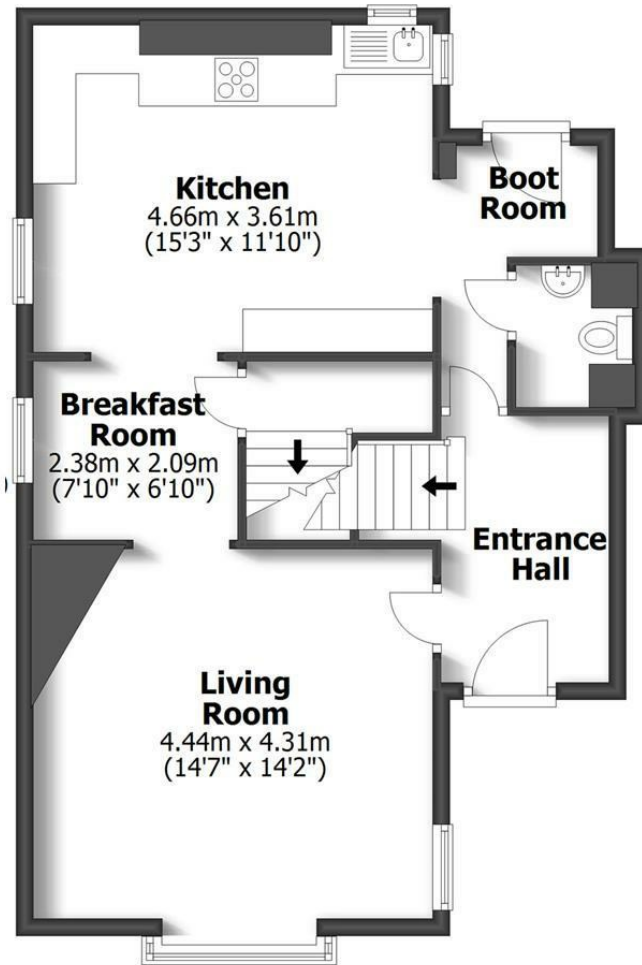 Kitchen
4.66m x 3.61m
(15'3" x 11'10")
Boot
Room
Breakfast
Room
2.38m x 2.09m
(7'10" x 6'10")
Entrance
Hall
Living
Room
4.44m x 4.31m
(14'7" x 14'2")